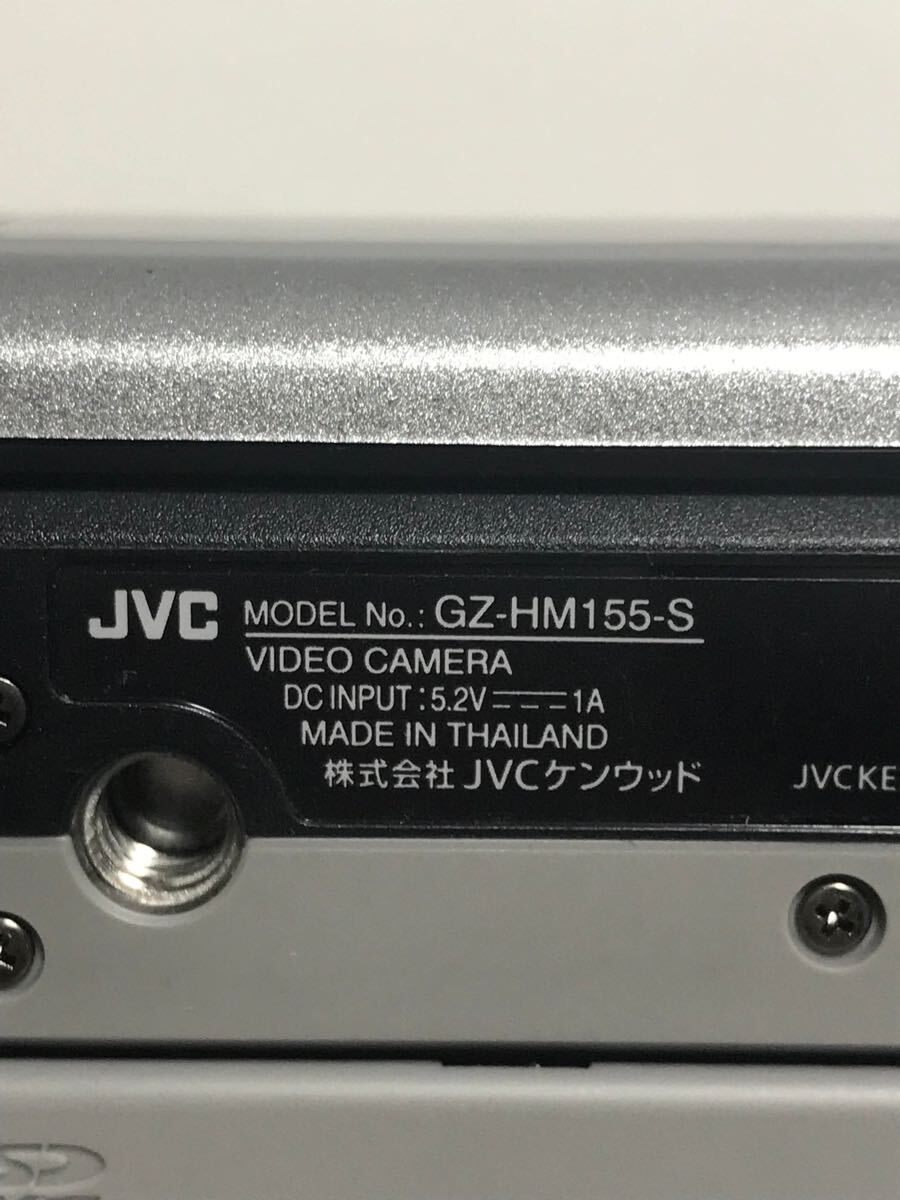 JVC MODEL No.: GZ-HM155-S
VIDEO CAMERA
DC INPUT : 5.2V ⎓ 1A
MADE IN THAILAND
株式会社 JVCケンウッド
JVCKE
SD